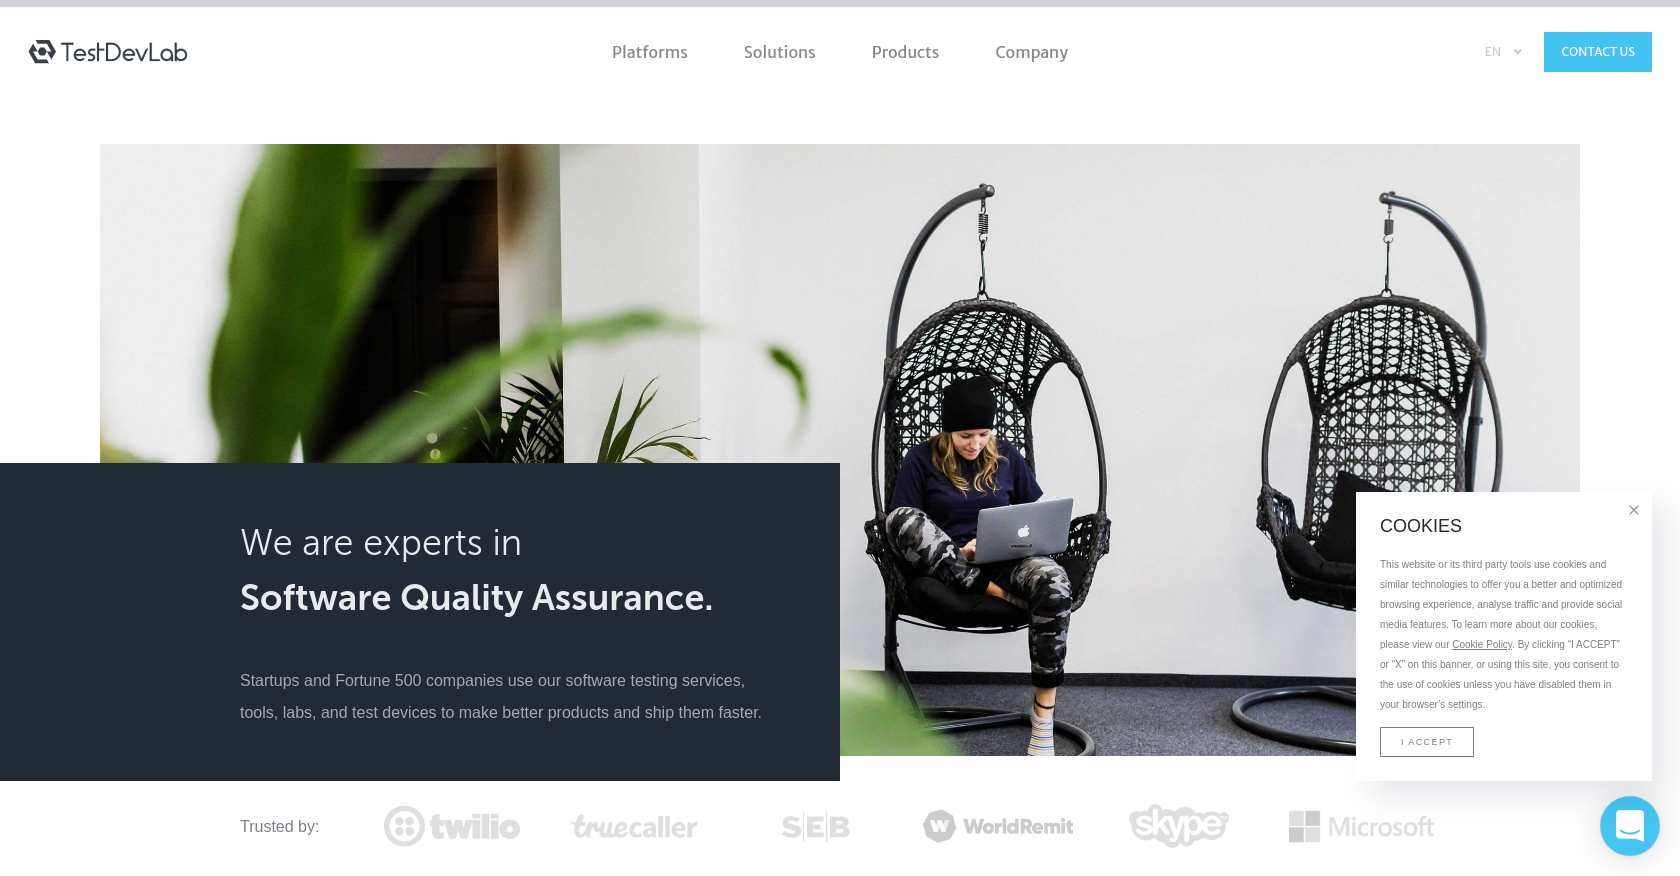 TestDevLab
Platforms
Solutions
Products
Company
EN
CONTACT US
We are experts in
Software Quality Assurance.
Startups and Fortune 500 companies use our software testing services,
tools, labs, and test devices to make better products and ship them faster.
COOKIES
This website or its third party tools use cookies and
similar technologies to offer you a better and optimized
browsing experience, analyse traffic and provide social
media features. To learn more about our cookies,
please view our Cookie Policy. By clicking “I ACCEPT”
or “X” on this banner, or using this site, you consent to
the use of cookies unless you have disabled them in
your browser’s settings.
I ACCEPT
Trusted by:
twilio
truecaller
S|E|B
W WorldRemit
skype™
Microsoft